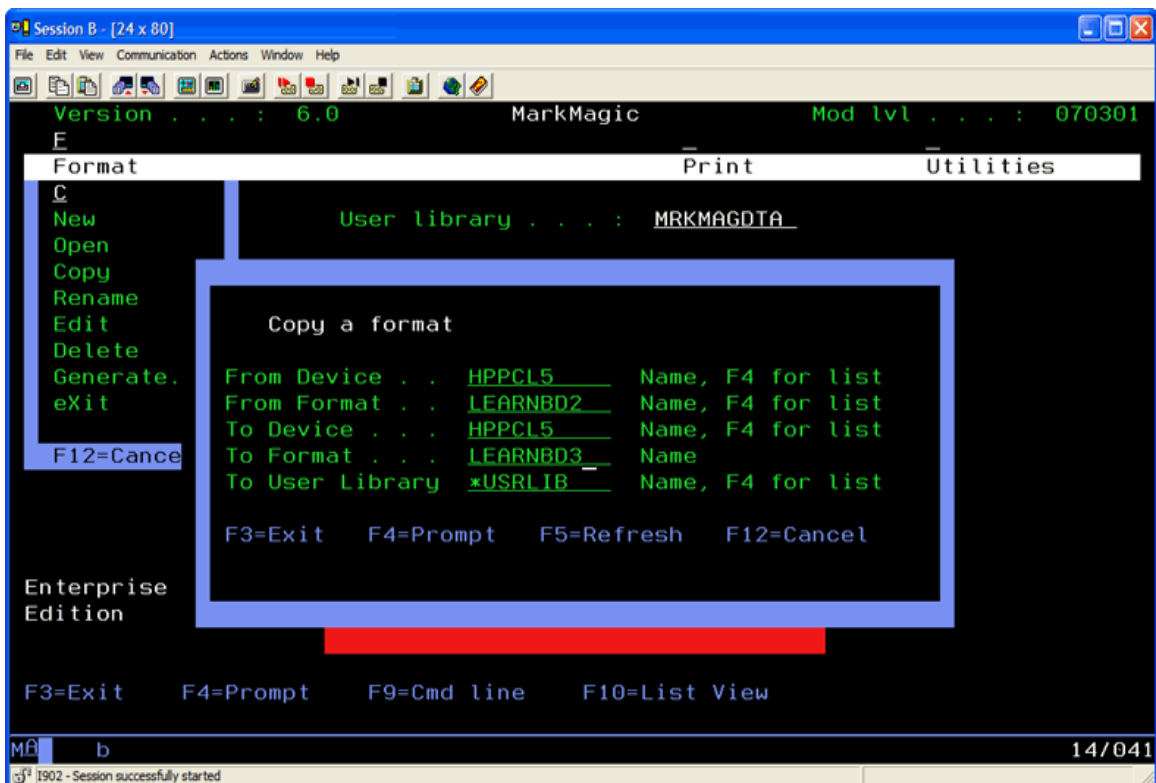 Session B - [24 x 80]
File Edit View Communication Actions Window Help
Version . . . : 6.0 MarkMagic Mod lvl . . . : 070301
F _ _
Format Print Utilities
C
New User library . . . : MRKMAGDTA
Open
Copy
Rename
Edit Copy a format
Delete
Generate. From Device . . HPPCL5 Name, F4 for list
eXit From Format . . LEARNBD2 Name, F4 for list
To Device . . . HPPCL5 Name, F4 for list
F12=Cance To Format . . . LEARNBD3 Name
To User Library *USRLIB Name, F4 for list
F3=Exit F4=Prompt F5=Refresh F12=Cancel
Enterprise
Edition
F3=Exit F4=Prompt F9=Cmd line F10=List View
MA b 14/041
I902 - Session successfully started